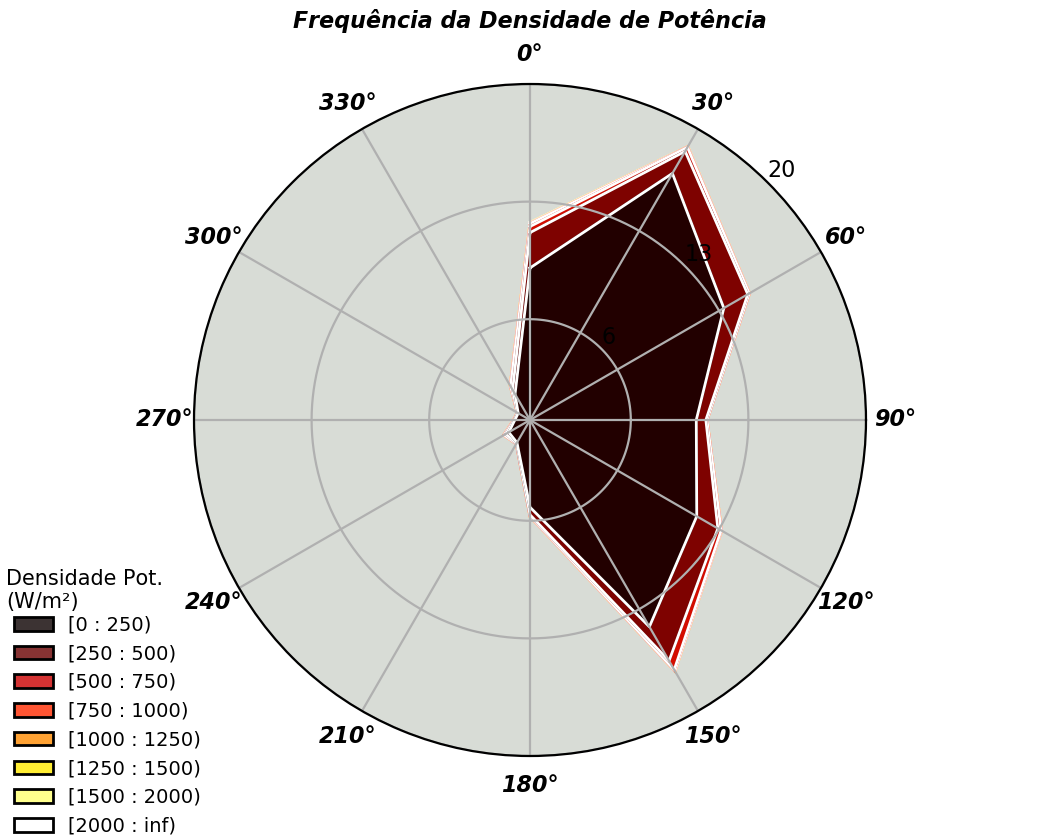 Frequência da Densidade de Potência
0°
330°
30°
20
300°
60°
13
6
270°
90°
240°
120°
210°
150°
180°
Densidade Pot.
(W/m²)
[0 : 250)
[250 : 500)
[500 : 750)
[750 : 1000)
[1000 : 1250)
[1250 : 1500)
[1500 : 2000)
[2000 : inf)